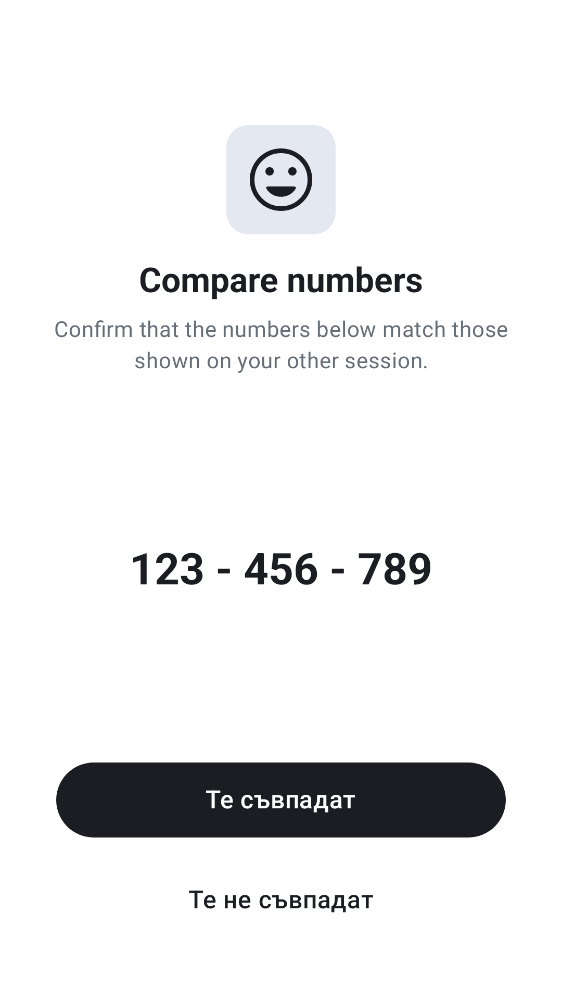 Compare numbers
Confirm that the numbers below match those
shown on your other session.
123 - 456 - 789
Те съвпадат
Те не съвпадат